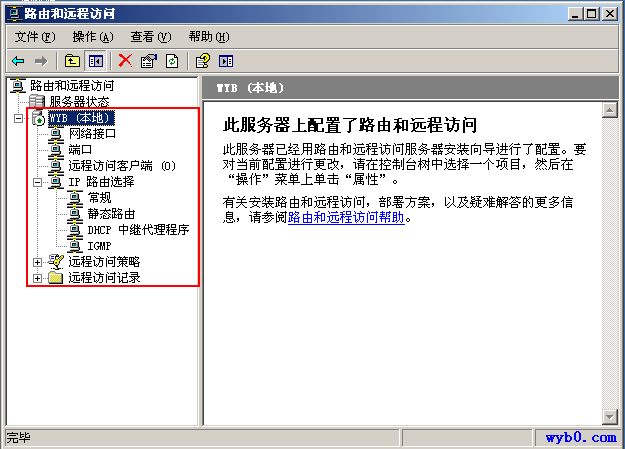 路由和远程访问
文件(F) 操作(A) 查看(V) 帮助(H)
路由和远程访问
服务器状态
WYB (本地)
网络接口
端口
远程访问客户端 (0)
IP 路由选择
常规
静态路由
DHCP 中继代理程序
IGMP
远程访问策略
远程访问记录
WYB (本地)
此服务器上配置了路由和远程访问
此服务器已经用路由和远程访问服务器安装向导进行了配置。要
对当前配置进行更改，请在控制台树中选择一个项目，然后在
“操作”菜单上单击“属性”。
有关安装路由和远程访问，部署方案，以及疑难解答的更多信
息，请参阅路由和远程访问帮助。
完毕
wyb0.com